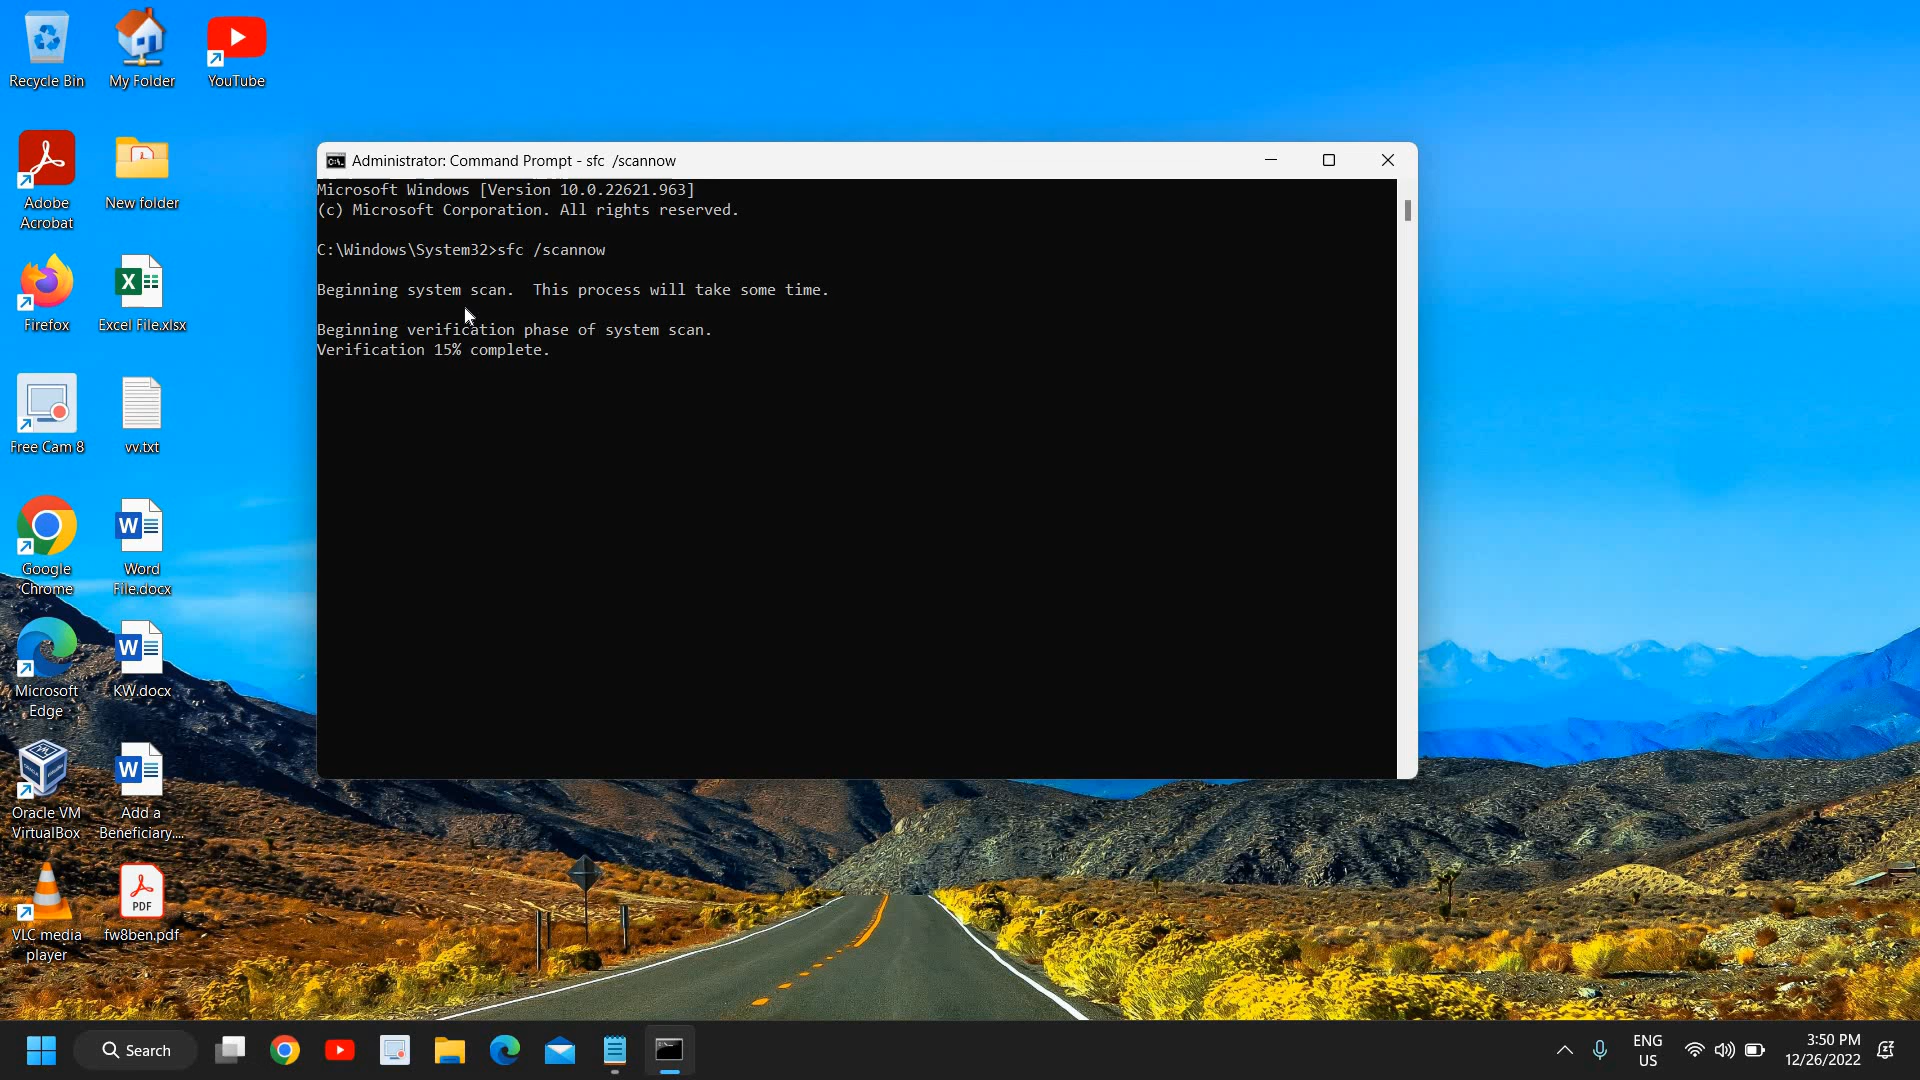 Recycle Bin
My Folder
YouTube
Adobe
Acrobat
New folder
Firefox
Excel File.xlsx
Free Cam 8
vv.txt
Google
Chrome
Word
File.docx
Microsoft
Edge
KW.docx
Oracle VM
VirtualBox
Add a
Beneficiary....
VLC media
player
PDF
fw8ben.pdf
Administrator: Command Prompt - sfc  /scannow
Microsoft Windows [Version 10.0.22621.963]
(c) Microsoft Corporation. All rights reserved.
C:\Windows\System32>sfc /scannow
Beginning system scan.  This process will take some time.
Beginning verification phase of system scan.
Verification 15% complete.
Search
ENG
US
3:50 PM
12/26/2022